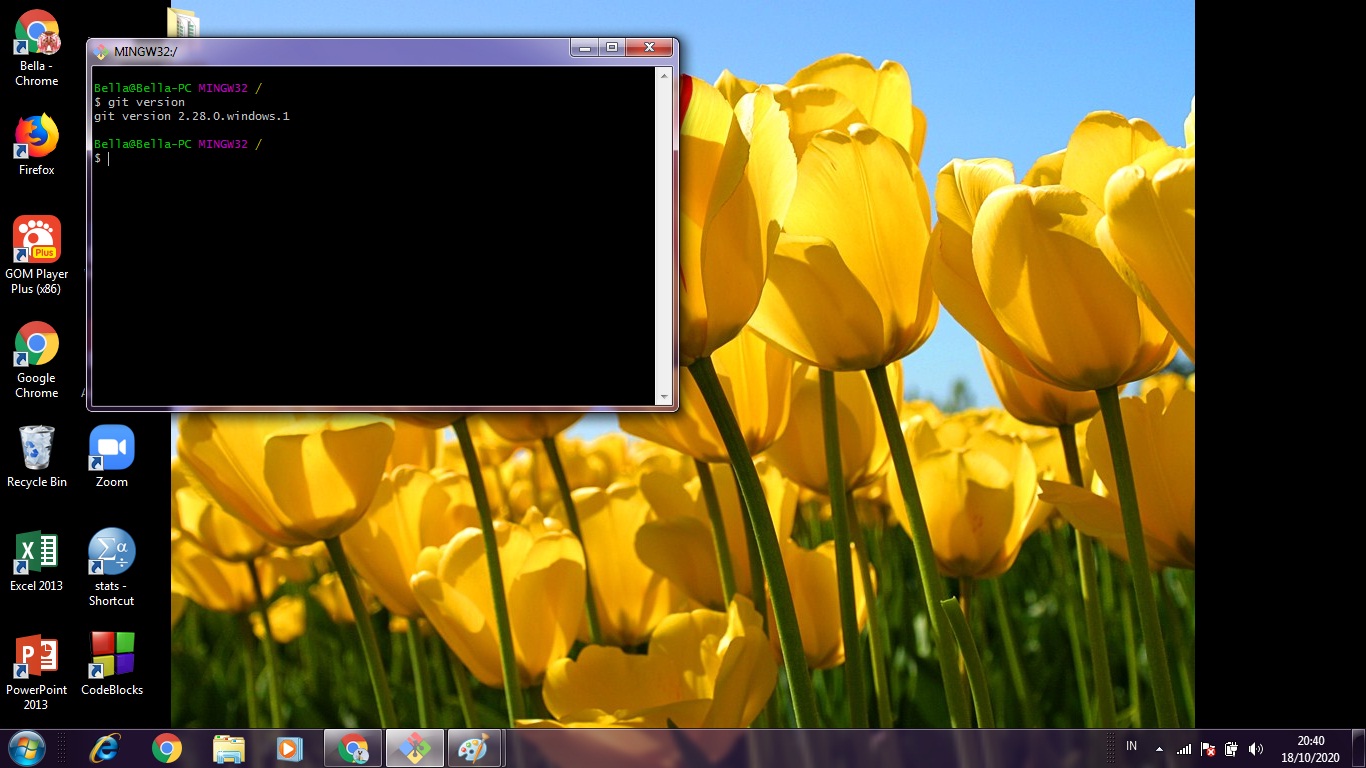 MINGW32:/
Bella@Bella-PC MINGW32 /
$ git version
git version 2.28.0.windows.1
Bella@Bella-PC MINGW32 /
$
Bella -
Chrome
Firefox
GOM Player
Plus (x86)
Plus
Google
Chrome
Recycle Bin
Zoom
Excel 2013
stats -
Shortcut
PowerPoint
2013
CodeBlocks
IN
20:40
18/10/2020